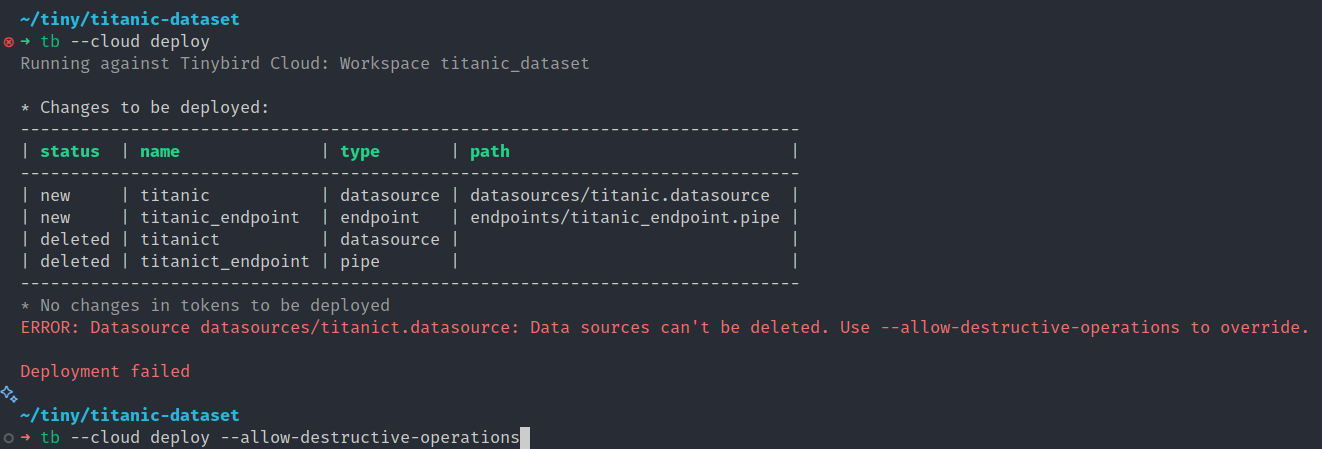 ~/tiny/titanic-dataset
➜ tb --cloud deploy
Running against Tinybird Cloud: Workspace titanic_dataset
* Changes to be deployed:
------------------------------------------------------------------------------
| status  | name              | type       | path                            |
------------------------------------------------------------------------------
| new     | titanic           | datasource | datasources/titanic.datasource  |
| new     | titanic_endpoint  | endpoint   | endpoints/titanic_endpoint.pipe |
| deleted | titanict          | datasource |                                 |
| deleted | titanict_endpoint | pipe       |                                 |
------------------------------------------------------------------------------
* No changes in tokens to be deployed
ERROR: Datasource datasources/titanict.datasource: Data sources can't be deleted. Use --allow-destructive-operations to override.
Deployment failed
~/tiny/titanic-dataset
➜ tb --cloud deploy --allow-destructive-operations